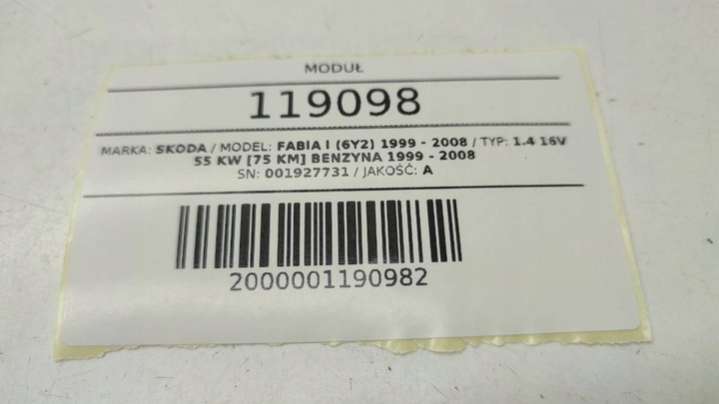 MODUŁ
119098
MARKA: SKODA / MODEL: FABIA I (6Y2) 1999 - 2008 / TYP: 1.4 16V
55 KW [75 KM] BENZYNA 1999 - 2008
SN: 001927731 / JAKOŚĆ: A
2000001190982